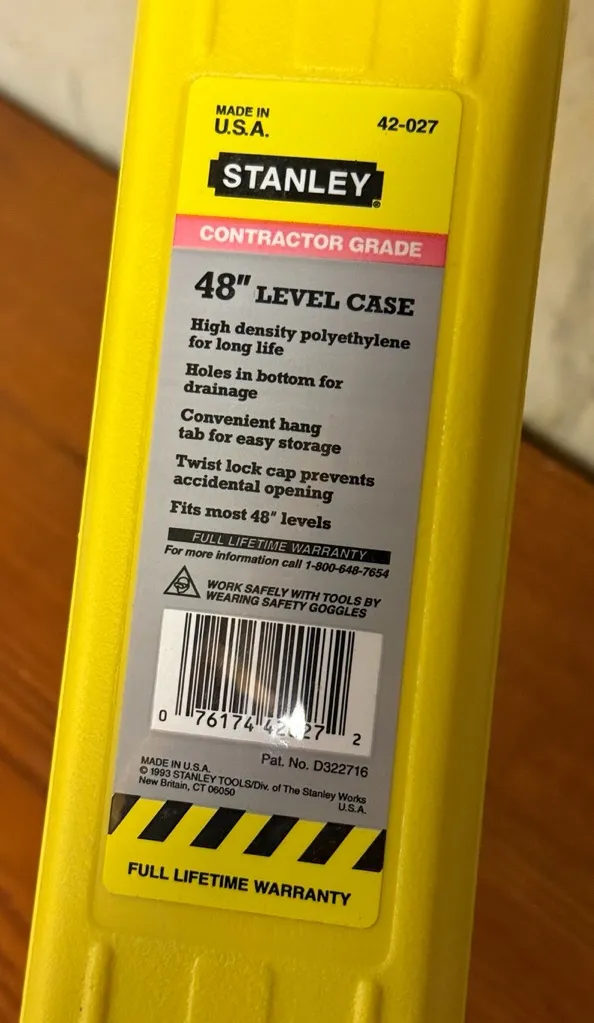 MADE IN
U.S.A.
42-027
STANLEY
®
CONTRACTOR GRADE
48" LEVEL CASE
High density polyethylene
for long life
Holes in bottom for
drainage
Convenient hang
tab for easy storage
Twist lock cap prevents
accidental opening
Fits most 48" levels
FULL LIFETIME WARRANTY
For more information call 1-800-648-7654
WORK SAFELY WITH TOOLS BY
WEARING SAFETY GOGGLES
0 76174 42027 2
Pat. No. D322716
MADE IN U.S.A.
© 1993 STANLEY TOOLS/Div. of The Stanley Works
New Britain, CT 06050
U.S.A.
FULL LIFETIME WARRANTY